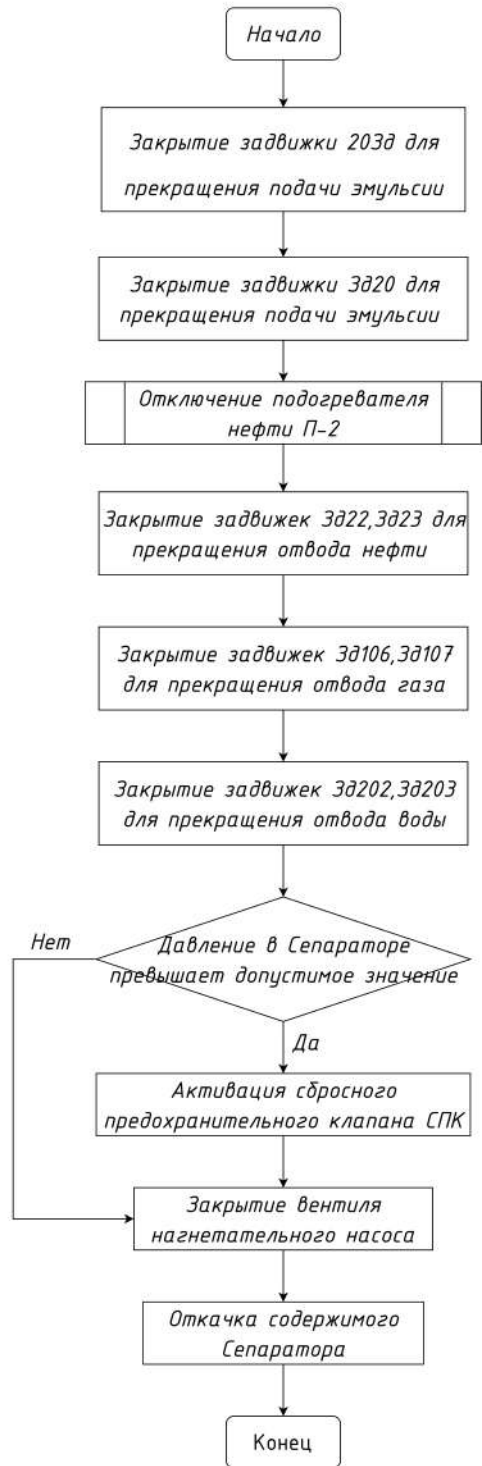 Начало
Закрытие задвижки 20Зд для
прекращения подачи эмульсии
Закрытие задвижки Зд20 для
прекращения подачи эмульсии
Отключение подогревателя
нефти П-2
Закрытие задвижек Зд22,Зд23 для
прекращения отвода нефти
Закрытие задвижек Зд106,Зд107
для прекращения отвода газа
Закрытие задвижек Зд202,Зд203
для прекращения отвода воды
Нет
Давление в Сепараторе
превышает допустимое значение
Да
Активация сбросного
предохранительного клапана СПК
Закрытие вентиля
нагнетательного насоса
Откачка содержимого
Сепаратора
Конец